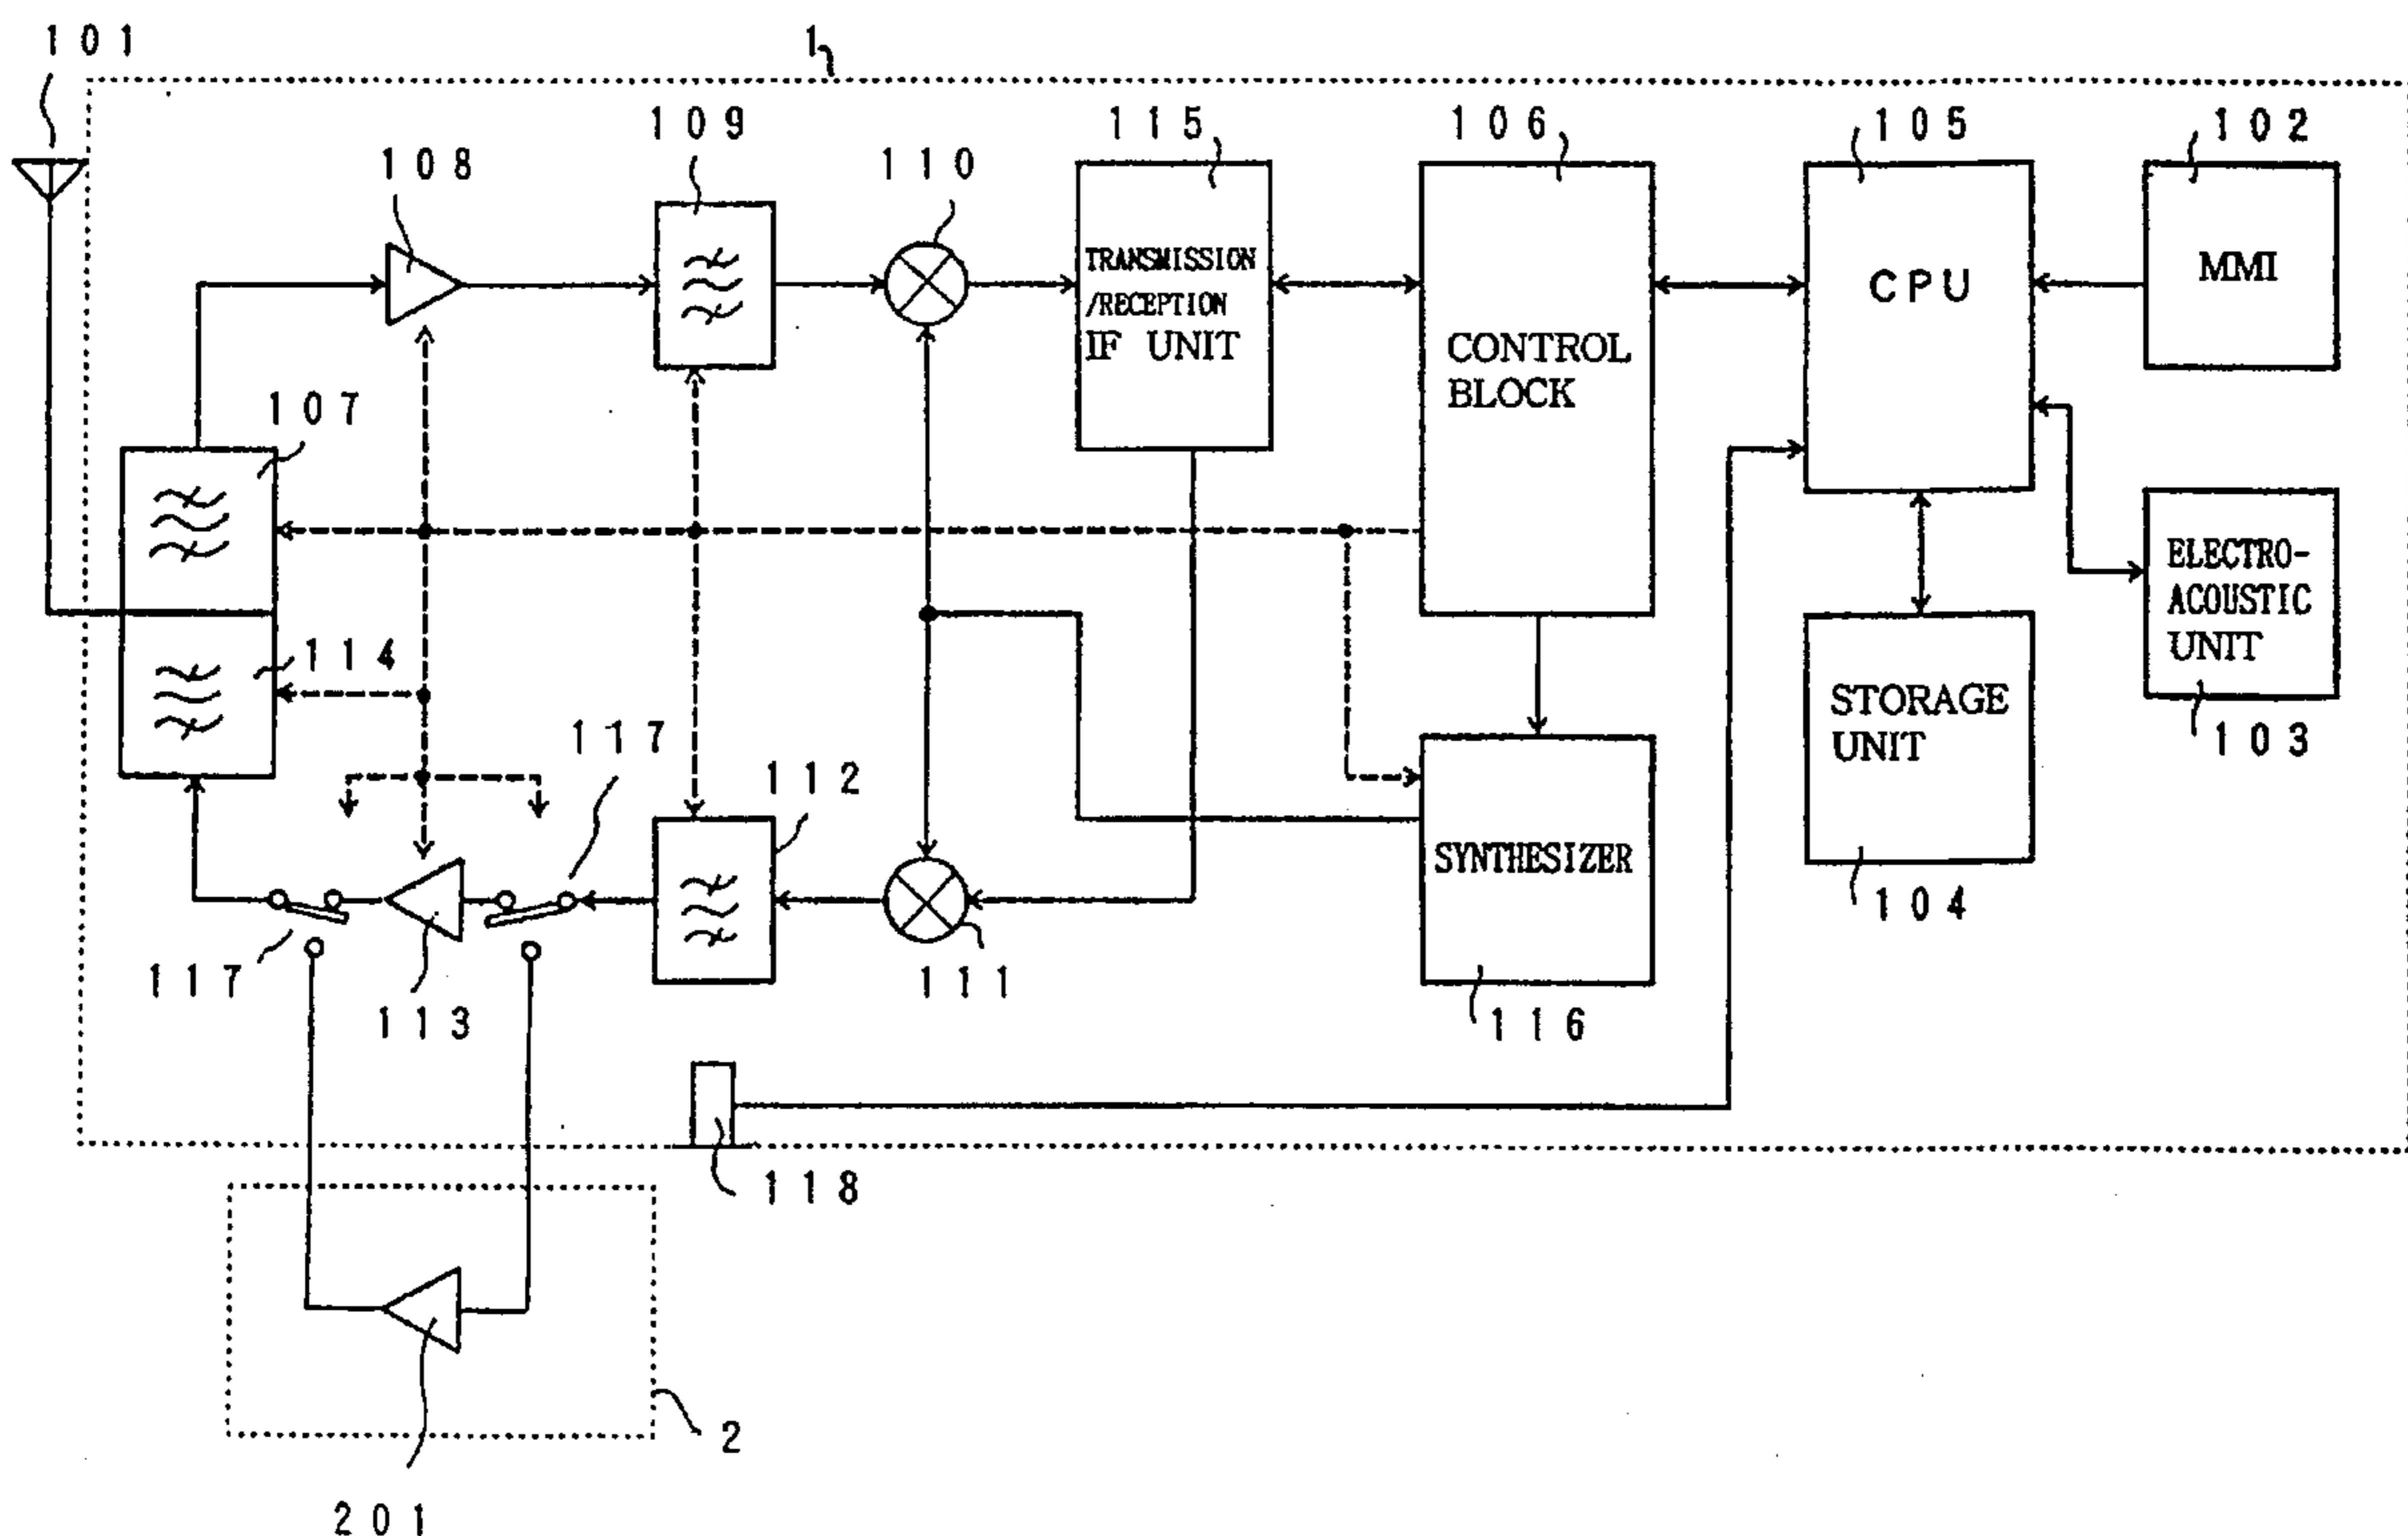 101
1
109
115
106
105
102
108
110
TRANSMISSION
/RECEPTION
IF UNIT
CONTROL
BLOCK
CPU
MMI
107
114
ELECTRO-
ACOUSTIC
UNIT
103
STORAGE
UNIT
104
117
112
SYNTHESIZER
117
113
111
116
118
2
201